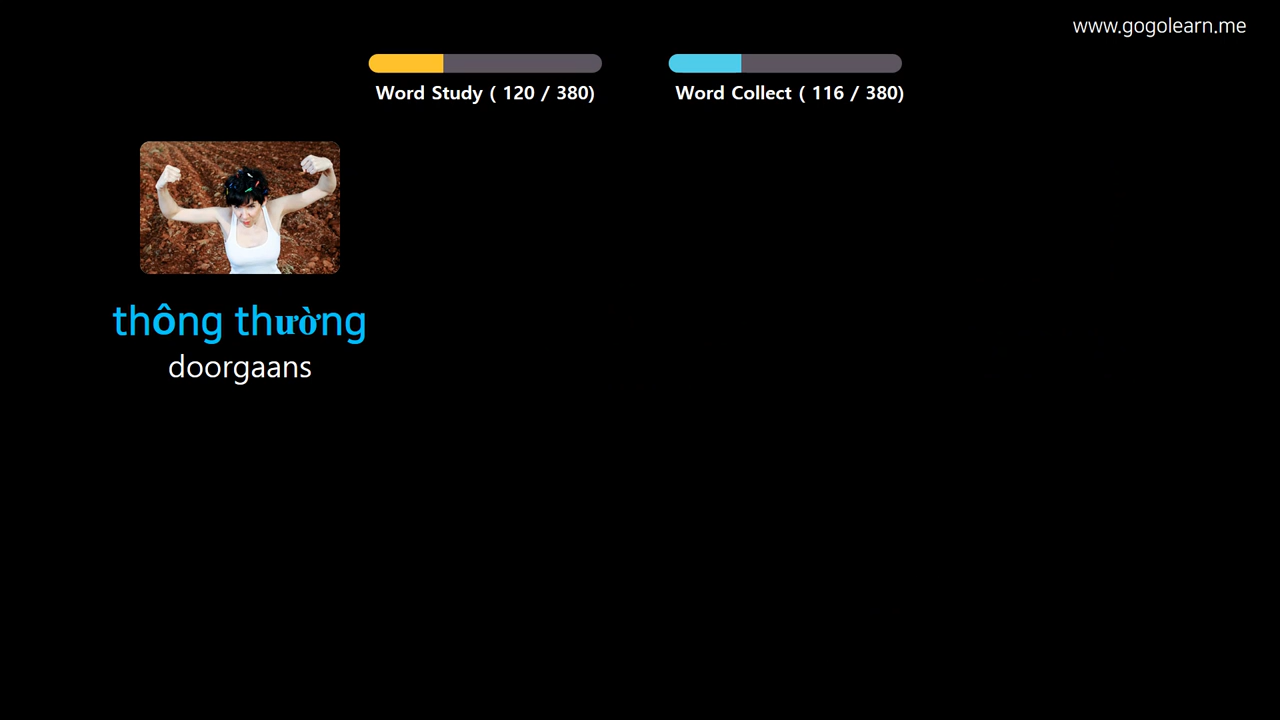 www.gogolearn.me
Word Study ( 120 / 380)
Word Collect ( 116 / 380)
thông thường
doorgaans